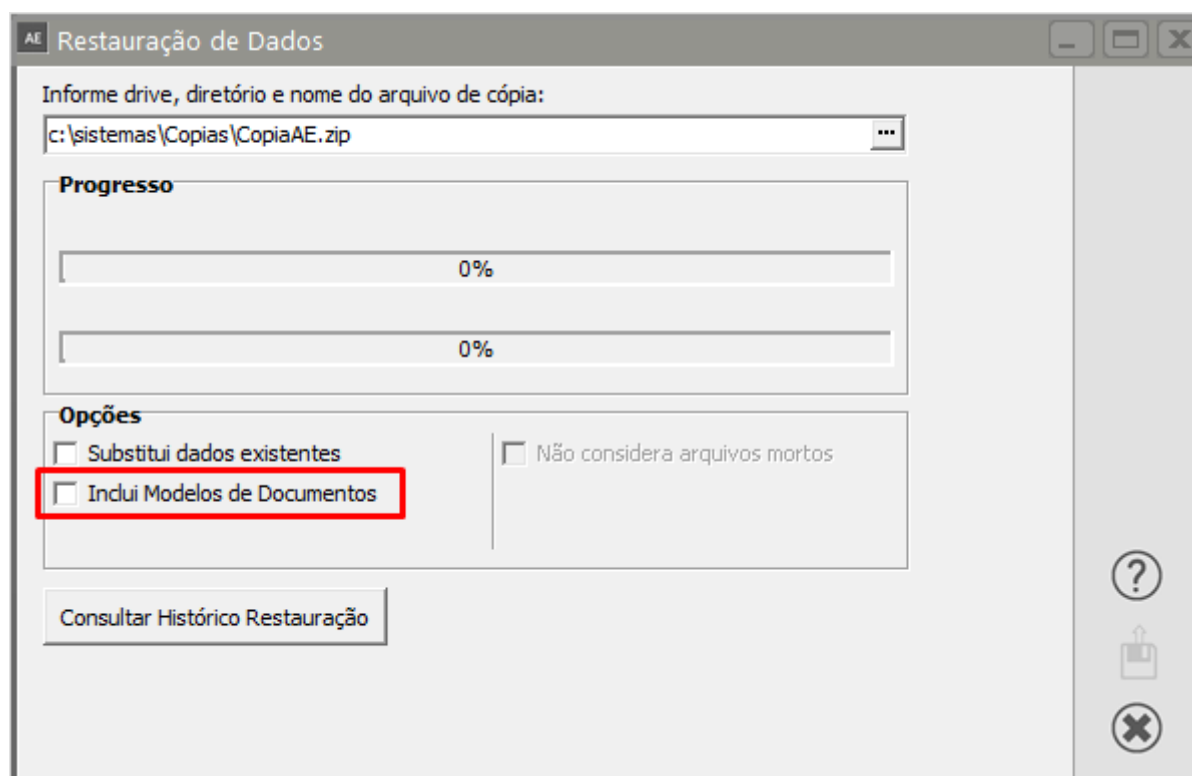 AE Restauração de Dados
Informe drive, diretório e nome do arquivo de cópia:
c:\sistemas\Copias\CopiaAE.zip ...
Progresso
0%
0%
Opções
Substitui dados existentes
Não considera arquivos mortos
Inclui Modelos de Documentos
Consultar Histórico Restauração
?